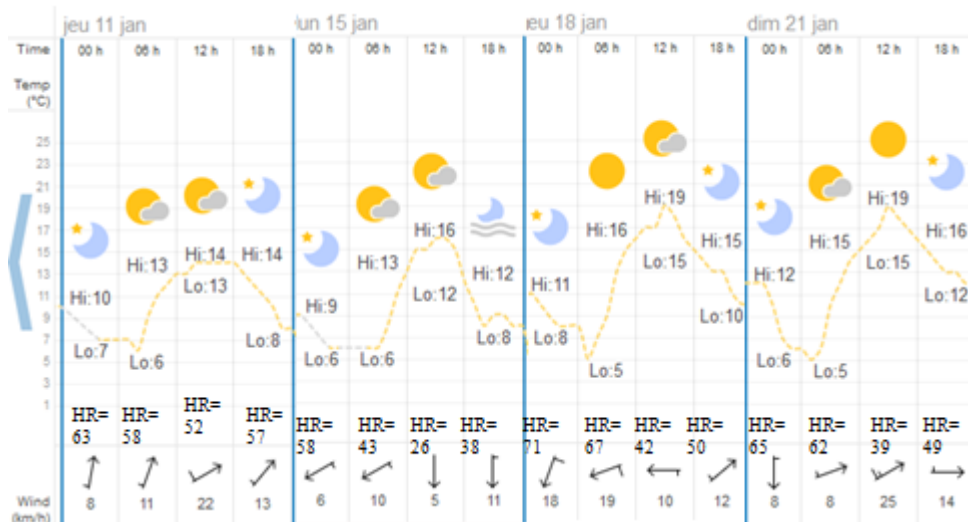 jeu 11 jan lun 15 jan jeu 18 jan dim 21 jan
Time 00 h 06 h 12 h 18 h 00 h 06 h 12 h 18 h 00 h 06 h 12 h 18 h 00 h 06 h 12 h 18 h
Temp
(°C)
25
23
21
19
17
15
13
11
9
7
5
3
1
Hi:10 Hi:13 Hi:14 Hi:14 Hi:9 Hi:13 Hi:16 Hi:12 Hi:11 Hi:16 Hi:19 Hi:15 Hi:12 Hi:15 Hi:19 Hi:16
Lo:7 Lo:6 Lo:13 Lo:8 Lo:6 Lo:6 Lo:12 Lo:8 Lo:8 Lo:5 Lo:15 Lo:10 Lo:6 Lo:5 Lo:15 Lo:12
HR= HR= HR= HR= HR= HR= HR= HR= HR= HR= HR= HR= HR= HR= HR= HR=
63 58 52 57 58 43 26 38 71 67 42 50 65 62 39 49
Wind 8 11 22 13 6 10 5 11 18 19 10 12 8 8 25 14
(km/h)